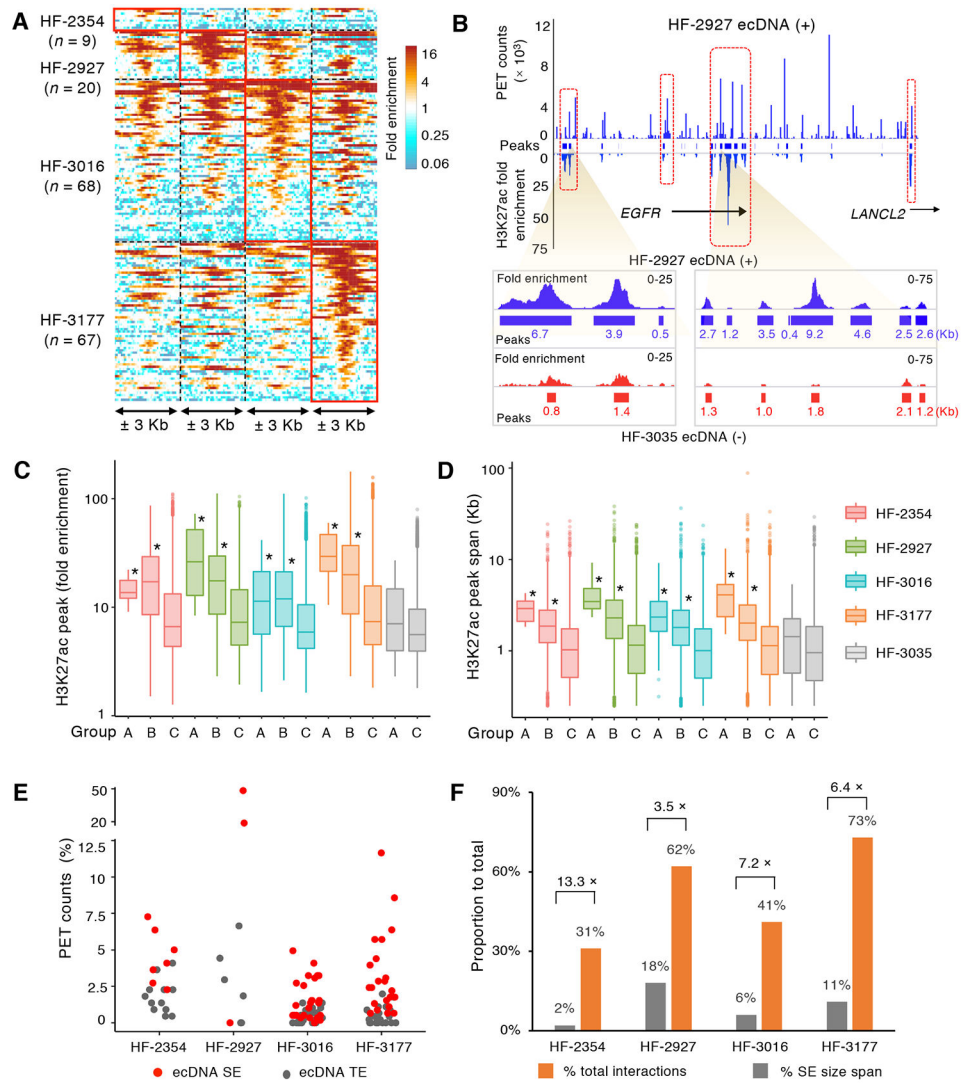 A
HF-2354
(n = 9)
HF-2927
(n = 20)
HF-3016
(n = 68)
HF-3177
(n = 67)
± 3 Kb ± 3 Kb ± 3 Kb ± 3 Kb
Fold enrichment
16
4
1
0.25
0.06
B
HF-2927 ecDNA (+)
PET counts
(× 10³)
12
8
4
0
Peaks
0
25
50
75
H3K27ac fold
enrichment
EGFR
LANCL2
HF-2927 ecDNA (+)
Fold enrichment 0-25 0-75
6.7 3.9 0.5 2.7 1.2 3.5 0.4 9.2 4.6 2.5 2.6 (Kb)
Peaks
Fold enrichment 0-25 0-75
Peaks
0.8 1.4 1.3 1.0 1.8 2.1 1.2 (Kb)
HF-3035 ecDNA (-)
C
H3K27ac peak (fold enrichment)
100
10
1
* * * * * * * *
Group A B C A B C A B C A B C A C
D
H3K27ac peak span (Kb)
100
10
1
* * * * * * * *
Group A B C A B C A B C A B C A C
HF-2354
HF-2927
HF-3016
HF-3177
HF-3035
E
PET counts (%)
50
20
12.5
10
7.5
5
2.5
0
HF-2354 HF-2927 HF-3016 HF-3177
ecDNA SE ecDNA TE
F
Proportion to total
90%
60%
30%
0%
13.3 ×
3.5 ×
7.2 ×
6.4 ×
2% 31% 18% 62% 6% 41% 11% 73%
HF-2354 HF-2927 HF-3016 HF-3177
% total interactions % SE size span